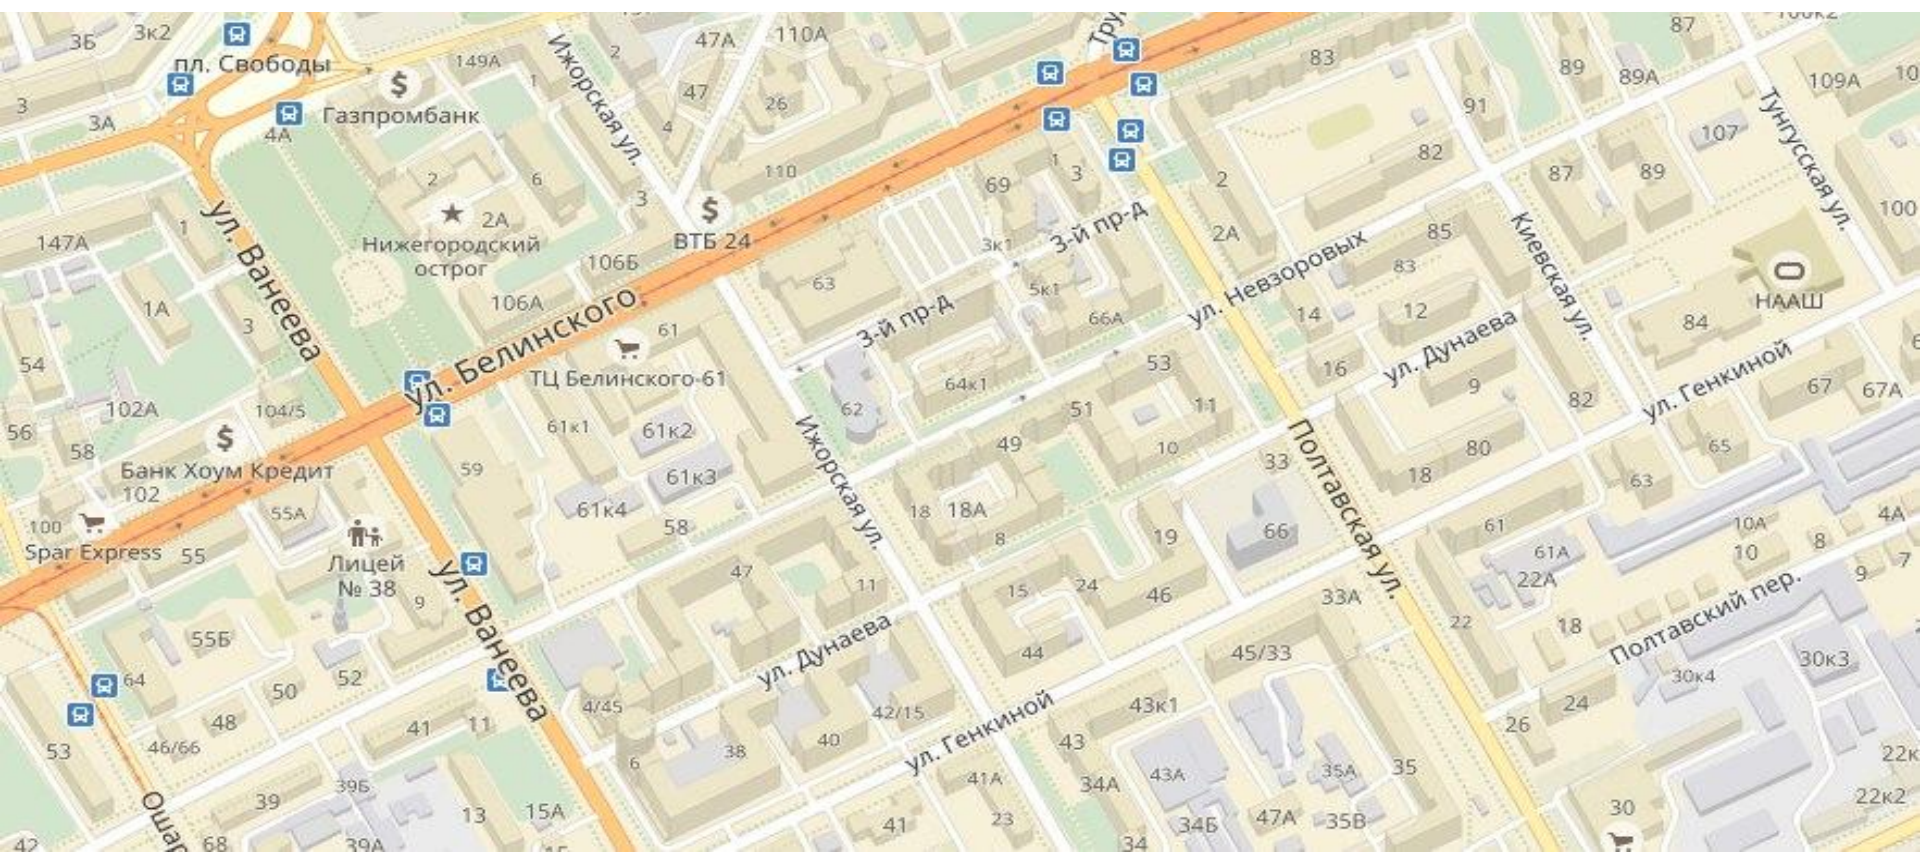 3Б
3к2
пл. Свободы
3
3А
4А
Газпромбанк
149А
1
2
47А
110А
47
26
4
Ижорская ул.
110
2
6
3
Нижегородский
острог
2А
ВТБ 24
106Б
106А
147А
1
1А
3
ул. Ванеева
ул. Белинского
54
102А
104/5
56
58
Банк Хоум Кредит
102
100
Spar Express
55
55А
Лицей
№ 38
9
61
ТЦ Белинского-61
61к1
61к2
61к3
61к4
58
59
63
69
1
3
3к1
3-й пр-д
3-й пр-д
5к1
66А
64к1
62
53
51
11
10
49
18
18А
8
19
Ижорская ул.
83
82
91
2
2А
ул. Невзоровых
85
83
12
14
16
ул. Дунаева
9
80
18
82
87
89
89А
109А
10
107
87
89
100
Тунгусская ул.
Киевская ул.
НААШ
84
ул. Генкиной
67
67А
65
63
61
61А
22А
22
18
10А
10
8
4А
9
7
Полтавский пер.
30к4
30к3
24
26
30
22к2
Полтавская ул.
33
66
33А
45/33
47
11
15
24
46
44
ул. Дунаева
ул. Ванеева
55Б
64
50
52
48
46/66
53
41
11
39
39Б
39А
68
42
13
15А
Ошар
4/45
6
38
40
42/15
ул. Генкиной
41А
41
23
43
43к1
34А
43А
34Б
34
47А
35А
35В
35